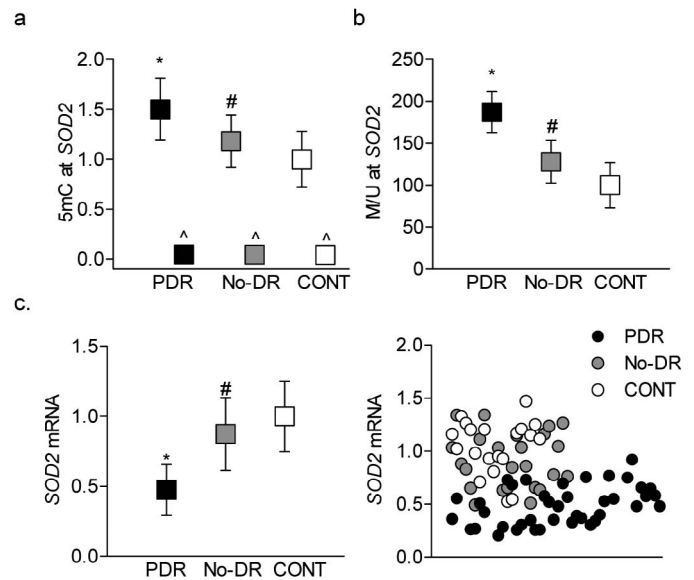 a
5mC at SOD2
2.0
1.5
1.0
0.5
0.0
*
#
^ ^ ^
PDR No-DR CONT
b
M/U at SOD2
250
200
150
100
50
0
*
#
PDR No-DR CONT
c.
SOD2 mRNA
1.5
1.0
0.5
0.0
*
#
PDR No-DR CONT
SOD2 mRNA
2.0
1.5
1.0
0.5
0.0
PDR
No-DR
CONT